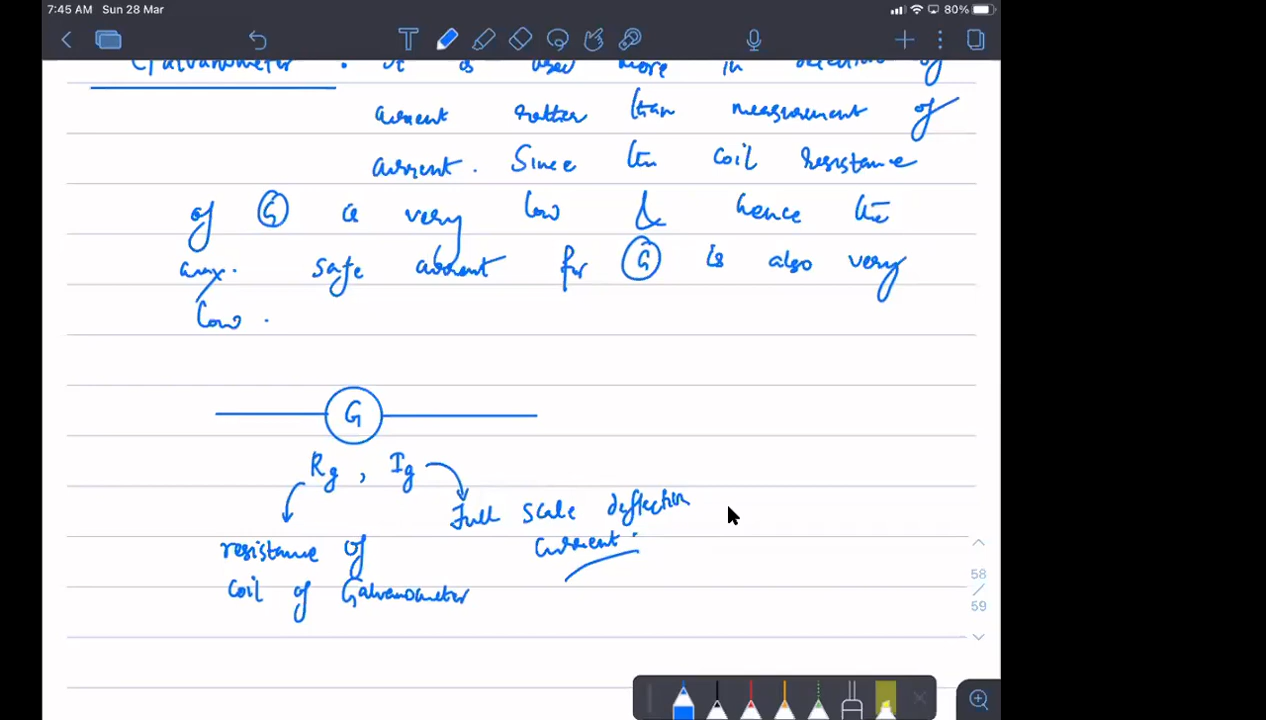 7:45 AM Sun 28 Mar 80%
Galvanometer . It is used more in detection of
current rather than measurement of
current . Since the coil resistance
of G is very low & hence the
max. safe current for G is also very
low .
G
Rg , Ig
Full scale deflection
current .
resistance of
coil of Galvanometer
58
/
59